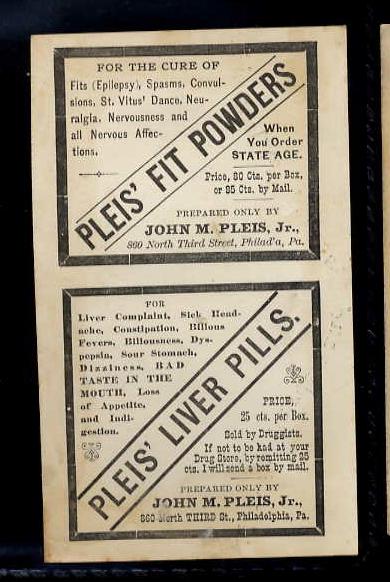 FOR THE CURE OF
Fits (Epilepsy), Spasms, Convul-
sions, St. Vitus' Dance, Neu-
ralgia, Nervousness and
all Nervous Affec-
tions.
PLEIS' FIT POWDERS
When
You Order
STATE AGE.
Price, 80 Cts. per Box,
or 85 Cts. by Mail.
PREPARED ONLY BY
JOHN M. PLEIS, Jr.,
860 North Third Street, Philad'a, Pa.
FOR
Liver Complaint, Sick Head-
ache, Constipation, Bilious
Fevers, Biliousness, Dys-
pepsia, Sour Stomach,
Dizziness, BAD
TASTE IN THE
MOUTH, Loss
of Appetite,
and Indi-
gestion.
PLEIS' LIVER PILLS.
PRICE,
25 cts. per Box.
Sold by Druggists.
If not to be had at your
Drug Store, by remitting 25
cts. I will send a box by mail.
PREPARED ONLY BY
JOHN M. PLEIS, Jr.,
860 North THIRD St., Philadelphia, Pa.